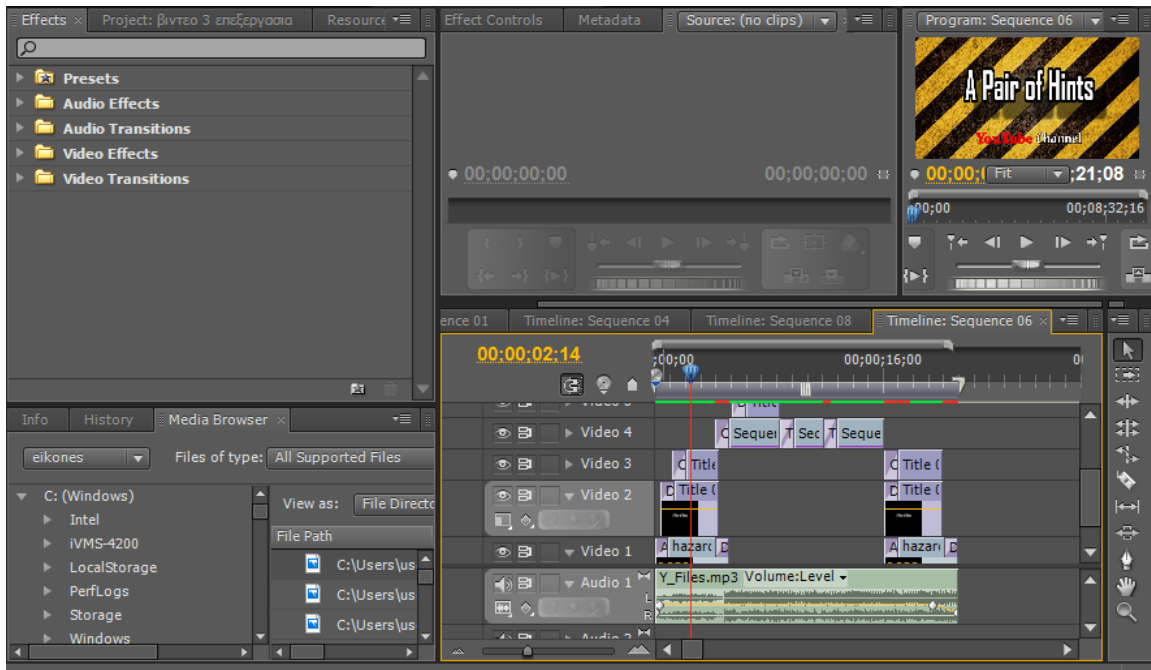 Effects × Project: βιντεο 3 επεξεργασια Resource
Presets
Audio Effects
Audio Transitions
Video Effects
Video Transitions
Effect Controls Metadata Source: (no clips)
00;00;00;00 00;00;00;00
Program: Sequence 06
A Pair of Hints
YouTube Channel
00;00;( Fit ;21;08
00;00 00;08;32;16
Info History Media Browser ×
eikones Files of type: All Supported Files
C: (Windows)
Intel
iVMS-4200
LocalStorage
PerfLogs
Storage
Windows
View as: File Directo
File Path
C:\Users\us
C:\Users\us
C:\Users\us
ence 01 Timeline: Sequence 04 Timeline: Sequence 08 Timeline: Sequence 06 ×
00;00;02;14
;00;00 00;00;16;00 0
Video 4 C Sequer T Sec T Seque
Video 3 C Title C Title (
Video 2 D Title ( D Title (
Video 1 A hazarc D A hazar D
Audio 1 Y_Files.mp3 Volume:Level
L
R
Audio 2